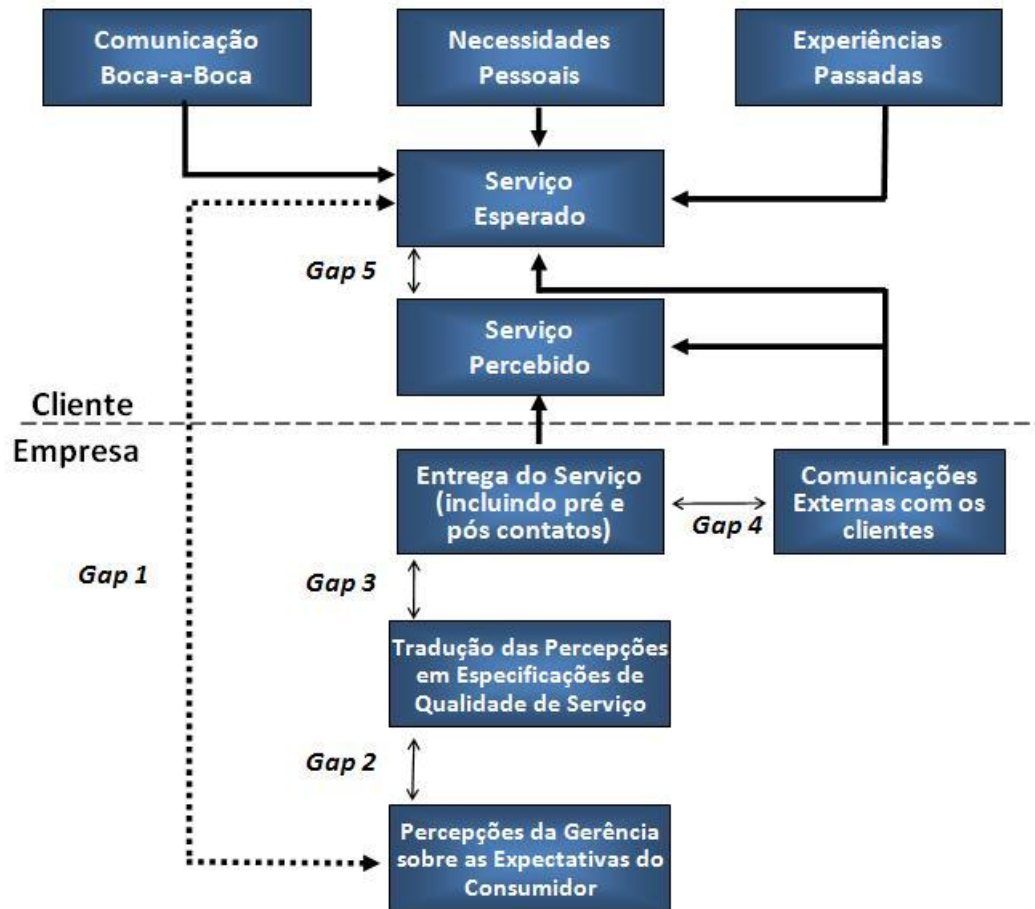 Comunicação
Boca-a-Boca
Necessidades
Pessoais
Experiências
Passadas
Serviço
Esperado
Gap 5
Serviço
Percebido
Cliente
Empresa
Entrega do Serviço
(incluindo pré e
pós contatos)
Gap 4
Comunicações
Externas com os
clientes
Gap 1
Gap 3
Tradução das Percepções
em Especificações de
Qualidade de Serviço
Gap 2
Percepções da Gerência
sobre as Expectativas do
Consumidor